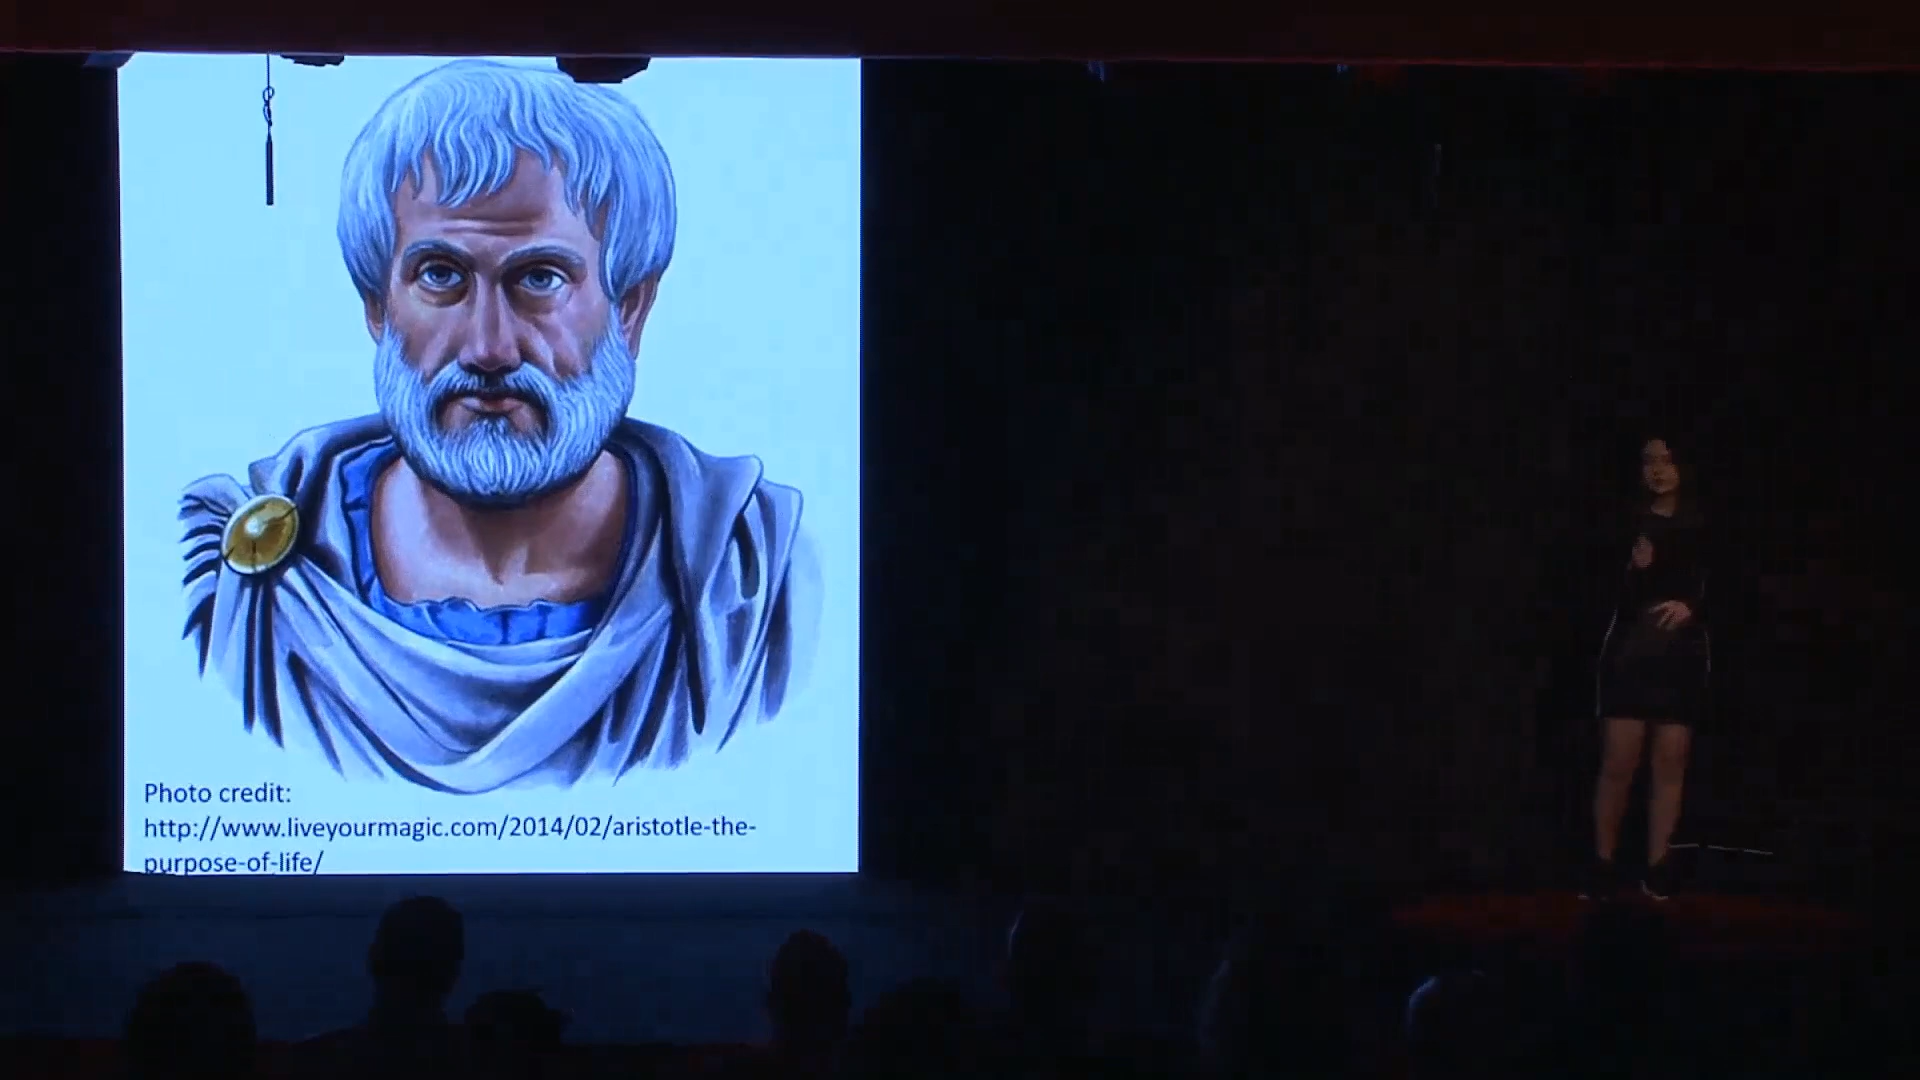 Photo credit:
http://www.liveyourmagic.com/2014/02/aristotle-the-
purpose-of-life/